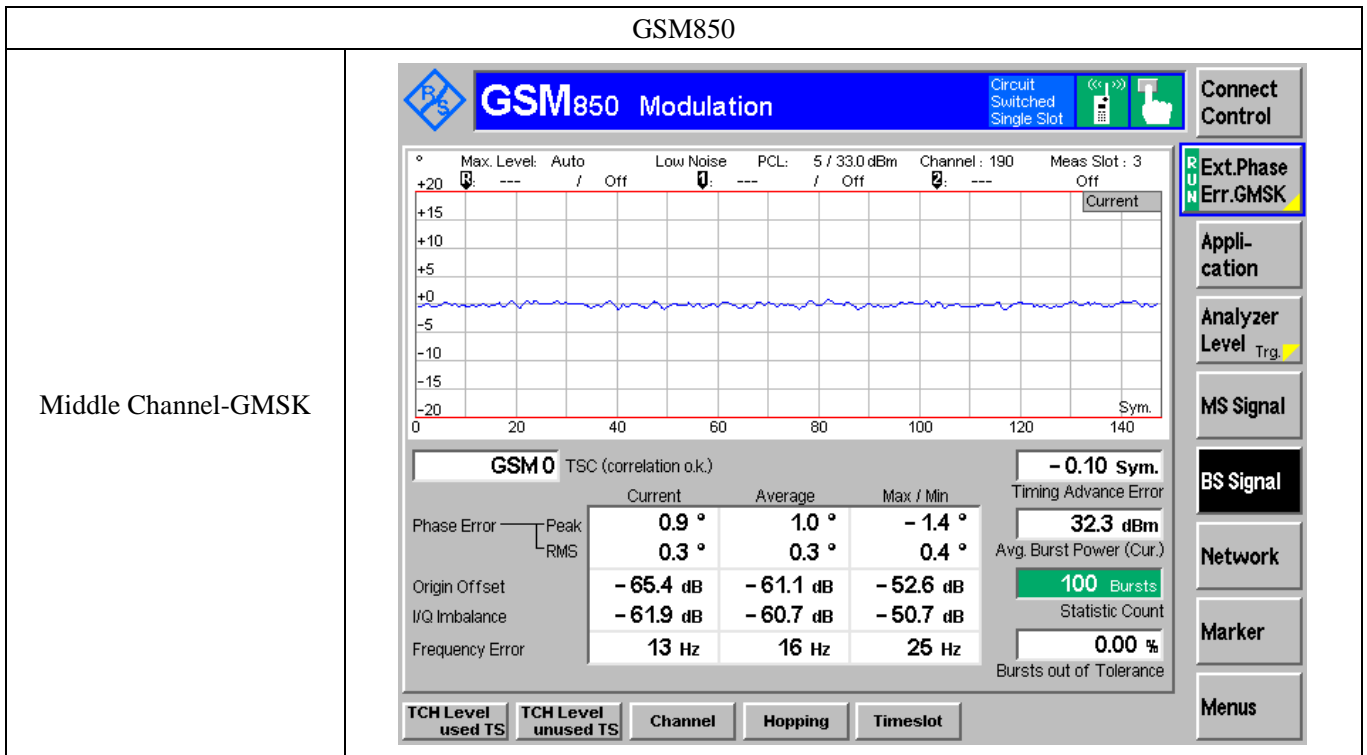 GSM850
Middle Channel-GMSK
R&S
GSM850 Modulation
Circuit
Switched
Single Slot
Connect
Control
° Max. Level: Auto Low Noise PCL: 5 / 33.0 dBm Channel : 190 Meas Slot : 3
R: --- / Off 1: --- / Off 2: --- Off
Current
+20
+15
+10
+5
+0
-5
-10
-15
-20
Sym.
0 20 40 60 80 100 120 140
GSM 0 TSC (correlation o.k.)
Current Average Max / Min
Phase Error Peak 0.9 ° 1.0 ° - 1.4 °
RMS 0.3 ° 0.3 ° 0.4 °
Origin Offset - 65.4 dB - 61.1 dB - 52.6 dB
I/Q Imbalance - 61.9 dB - 60.7 dB - 50.7 dB
Frequency Error 13 Hz 16 Hz 25 Hz
- 0.10 Sym.
Timing Advance Error
32.3 dBm
Avg. Burst Power (Cur.)
100 Bursts
Statistic Count
0.00 %
Bursts out of Tolerance
RUN
Ext.Phase
Err.GMSK
Appli-
cation
Analyzer
Level Trg.
MS Signal
BS Signal
Network
Marker
Menus
TCH Level
used TS
TCH Level
unused TS
Channel
Hopping
Timeslot